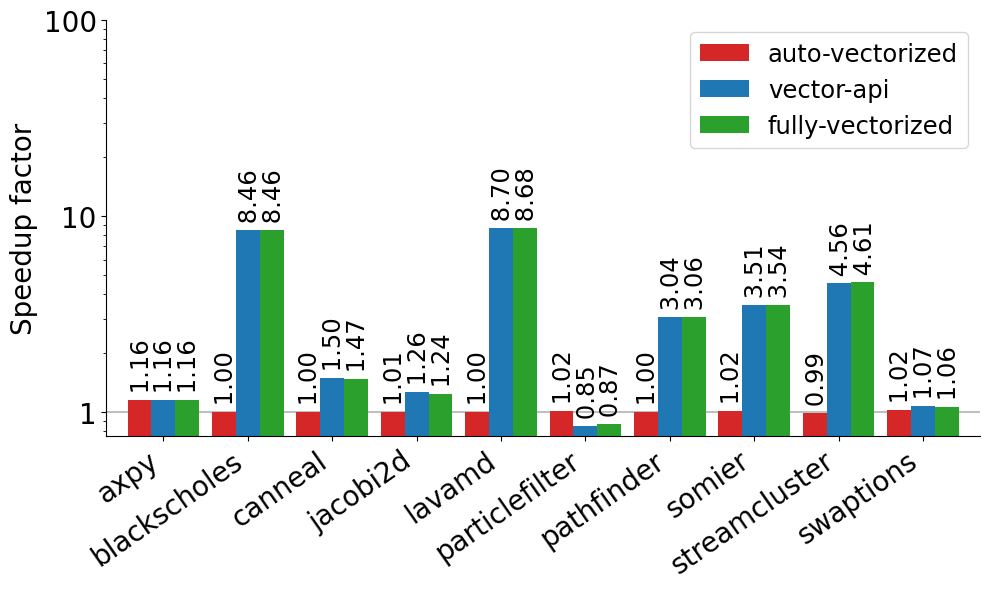 100
10
1
Speedup factor
auto-vectorized
vector-api
fully-vectorized
1.16
1.16
1.16
1.00
8.46
8.46
1.00
1.50
1.47
1.01
1.26
1.24
1.00
8.70
8.68
1.02
0.85
0.87
1.00
3.04
3.06
1.02
3.51
3.54
0.99
4.56
4.61
1.02
1.07
1.06
axpy
blackscholes
canneal
jacobi2d
lavamd
particlefilter
pathfinder
somier
streamcluster
swaptions